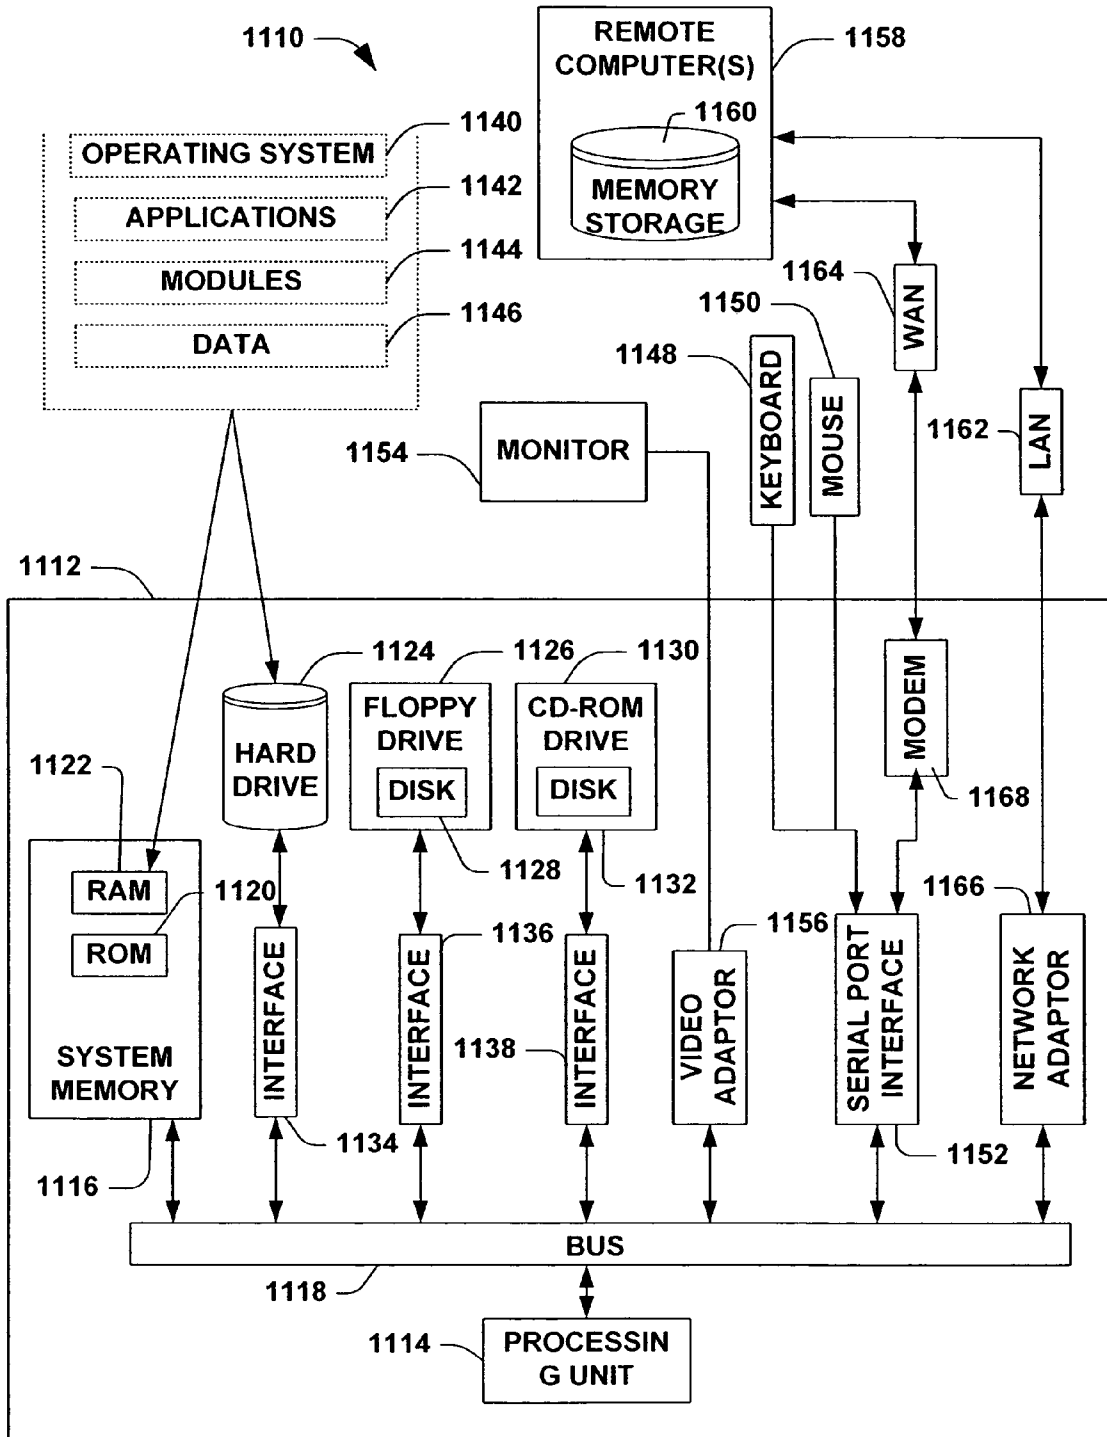 1110
REMOTE
COMPUTER(S)
1158
1160
MEMORY
STORAGE
1140
OPERATING SYSTEM
1142
APPLICATIONS
1144
MODULES
1146
DATA
1164
WAN
1150
1148
KEYBOARD
MOUSE
1162
LAN
MONITOR
1154
1112
1124
HARD
DRIVE
1126
FLOPPY
DRIVE
DISK
1128
1130
CD-ROM
DRIVE
DISK
1132
MODEM
1168
1122
RAM
1120
ROM
SYSTEM
MEMORY
1116
INTERFACE
1134
1136
INTERFACE
1138
INTERFACE
1156
VIDEO
ADAPTOR
SERIAL PORT
INTERFACE
1152
1166
NETWORK
ADAPTOR
BUS
1118
1114
PROCESSIN
G UNIT